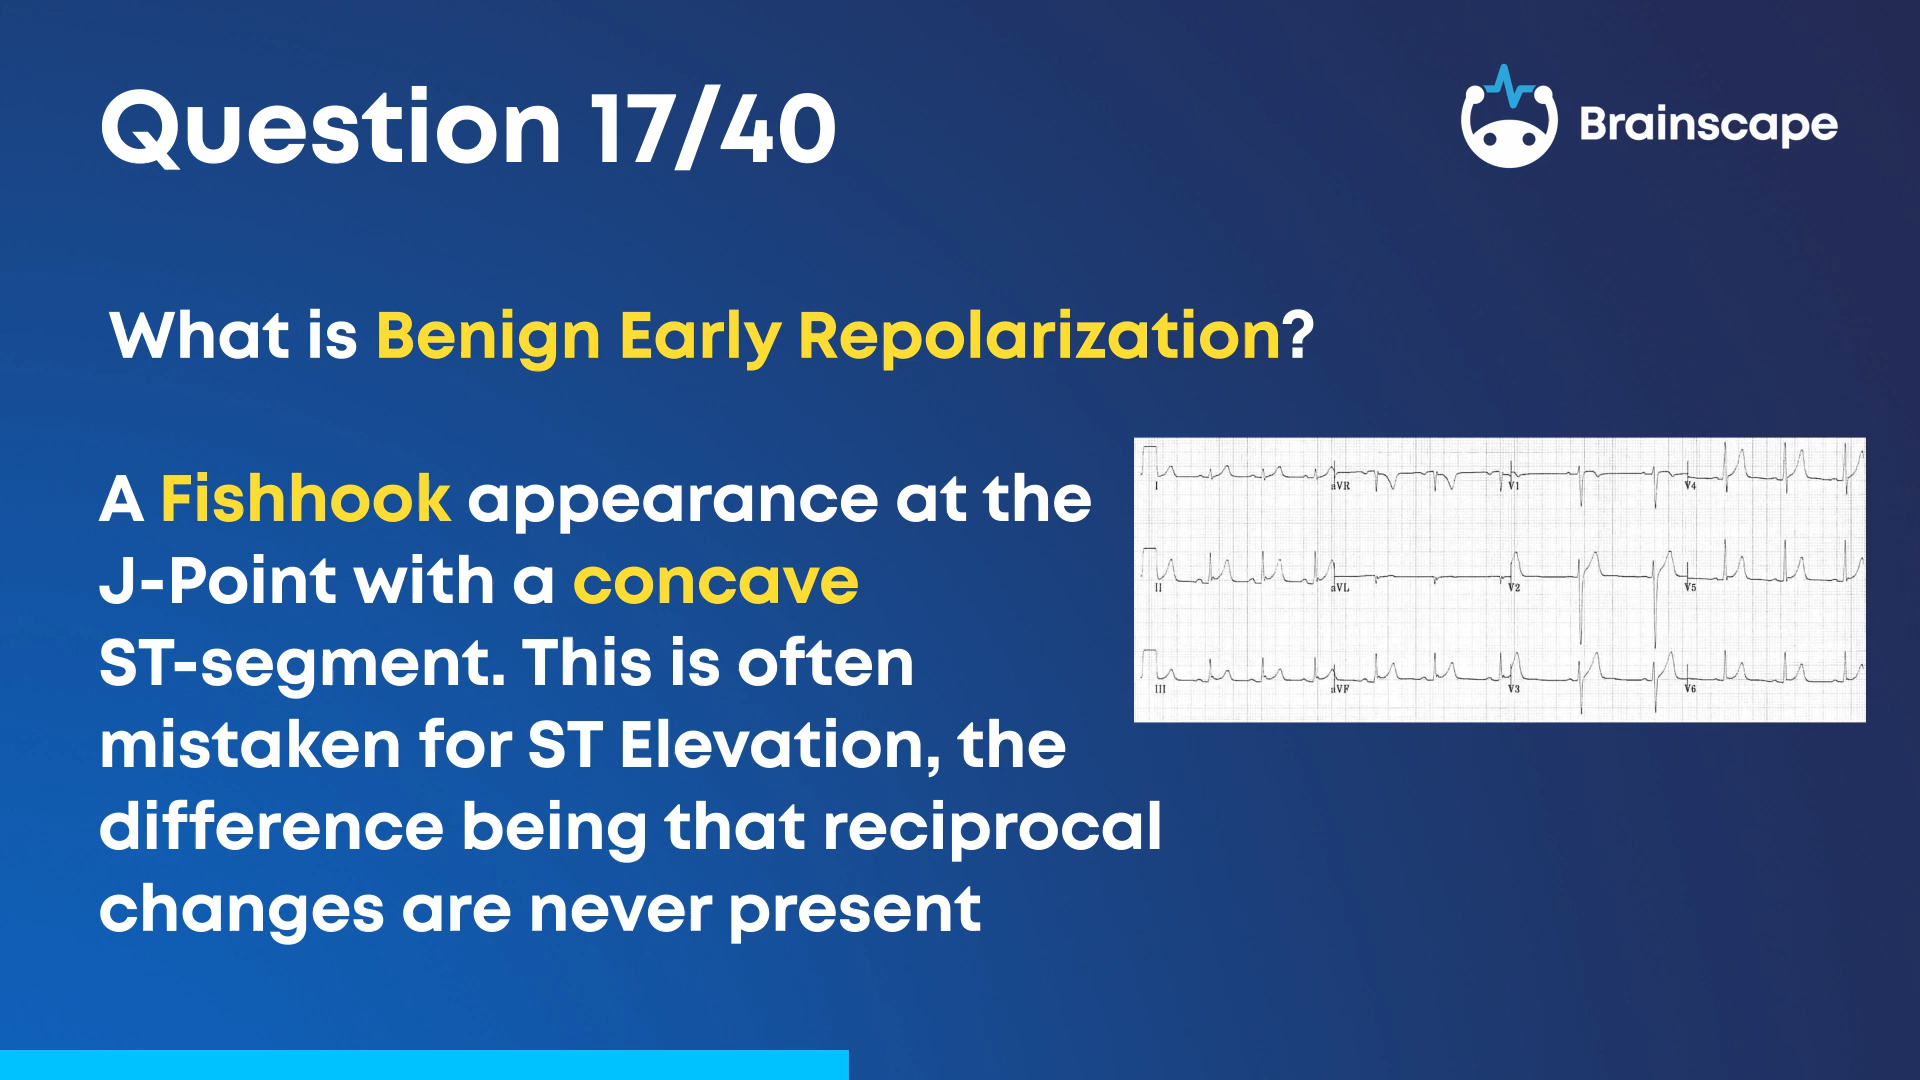 Question 17/40
Brainscape
What is Benign Early Repolarization?
A Fishhook appearance at the
J-Point with a concave
ST-segment. This is often
mistaken for ST Elevation, the
difference being that reciprocal
changes are never present
I aVR V1 V4
II aVL V2 V5
III aVF V3 V6